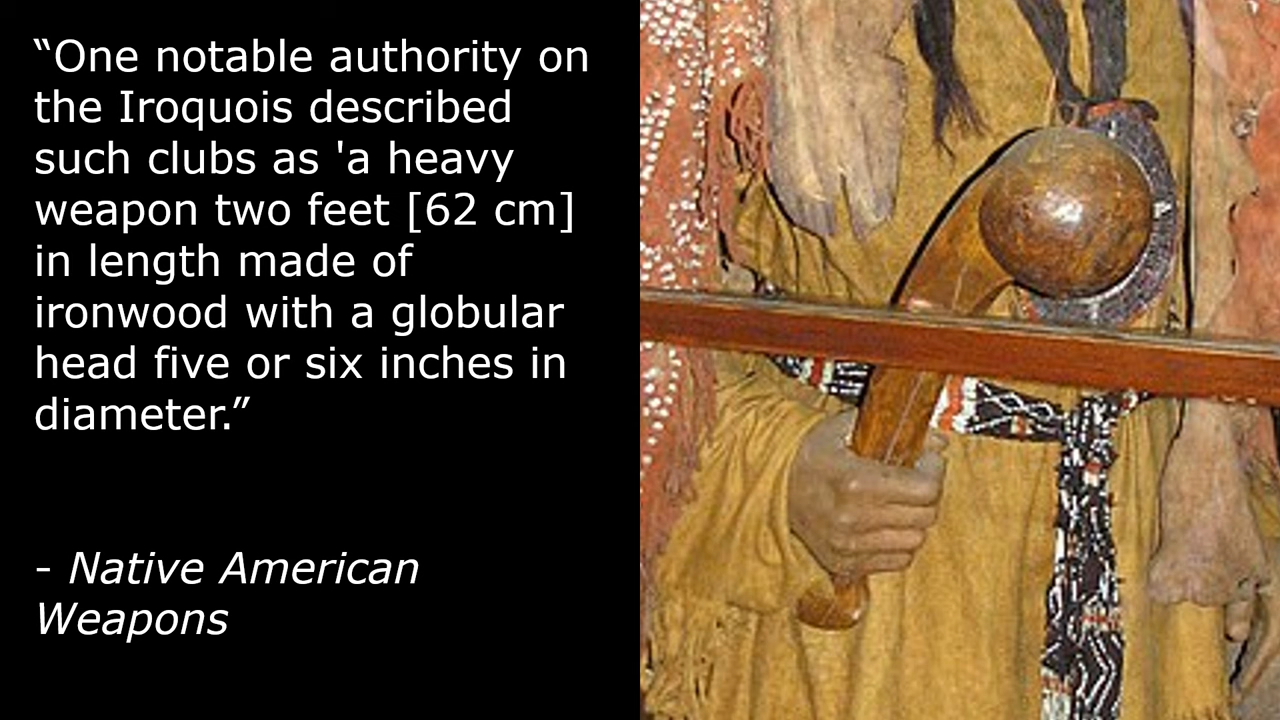 “One notable authority on
the Iroquois described
such clubs as 'a heavy
weapon two feet [62 cm]
in length made of
ironwood with a globular
head five or six inches in
diameter.”
- Native American
Weapons